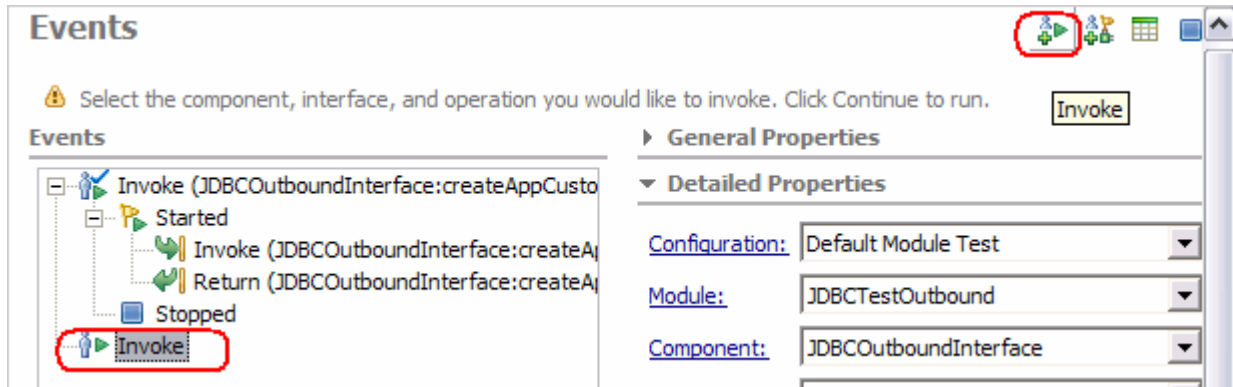 Events
Select the component, interface, and operation you would like to invoke. Click Continue to run.
Invoke
Events
General Properties
Invoke (JDBCOutboundInterface:createAppCusto
Detailed Properties
Started
Invoke (JDBCOutboundInterface:createA
Configuration: Default Module Test
Return (JDBCOutboundInterface:createA
Module: JDBCTestOutbound
Stopped
Invoke
Component: JDBCOutboundInterface